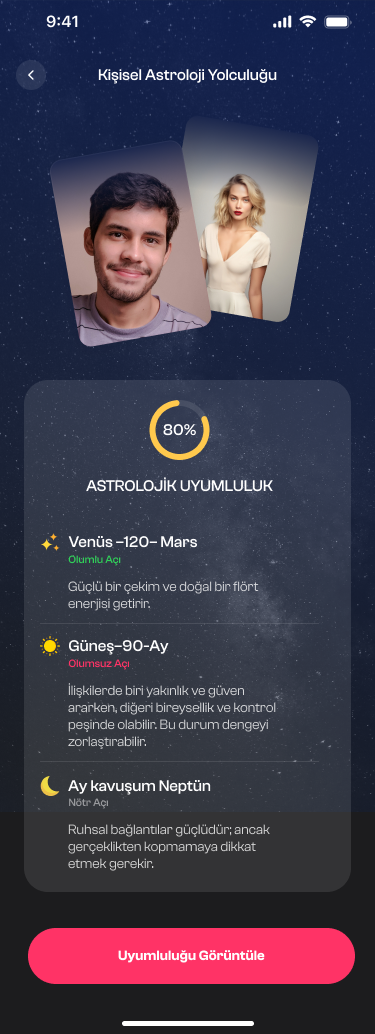 9:41
Kişisel Astroloji Yolculuğu
80%
ASTROLOJİK UYUMLULUK
Venüs –120– Mars
Olumlu Açı
Güçlü bir çekim ve doğal bir flört
enerjisi getirir.
Güneş–90-Ay
Olumsuz Açı
İlişkilerde biri yakınlık ve güven
ararken, diğeri bireysellik ve kontrol
peşinde olabilir. Bu durum dengeyi
zorlaştırabilir.
Ay kavuşum Neptün
Nötr Açı
Ruhsal bağlantılar güçlüdür; ancak
gerçeklikten kopmamaya dikkat
etmek gerekir.
Uyumluluğu Görüntüle